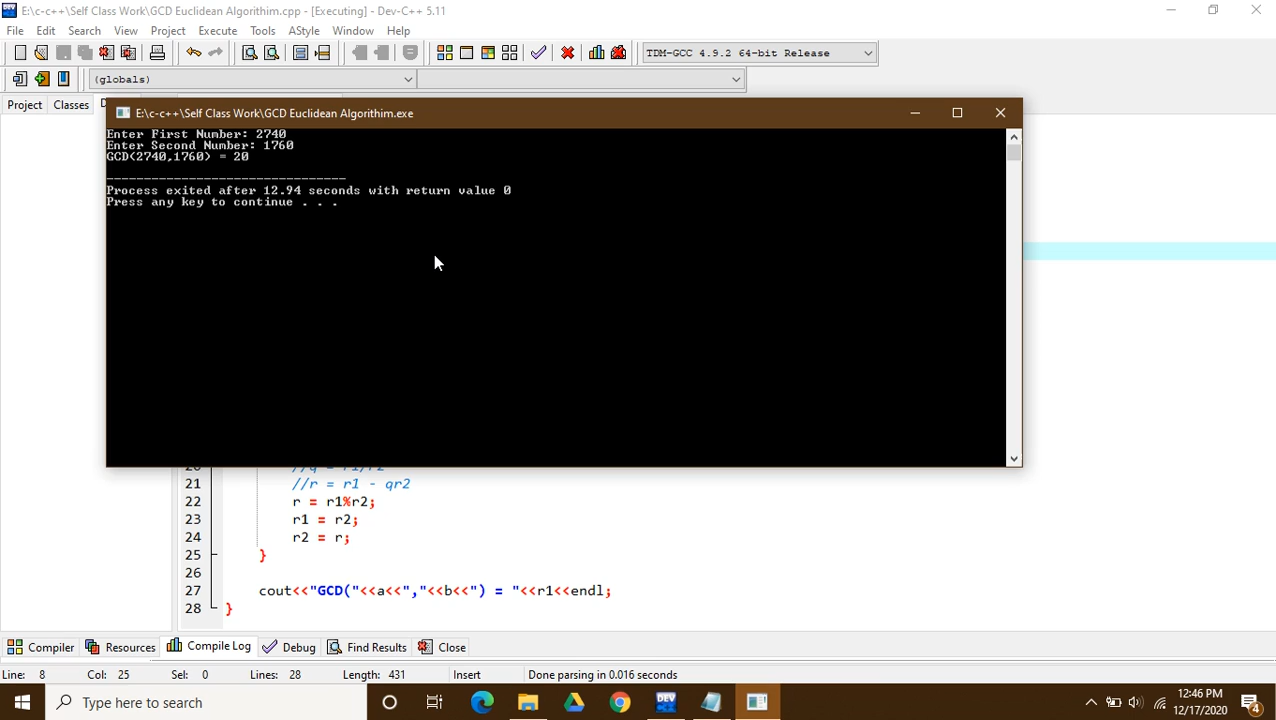 E:\c-c++\Self Class Work\GCD Euclidean Algorithim.cpp - [Executing] - Dev-C++ 5.11
File Edit Search View Project Execute Tools AStyle Window Help
TDM-GCC 4.9.2 64-bit Release
(globals)
Project Classes
E:\c-c++\Self Class Work\GCD Euclidean Algorithim.exe
Enter First Number: 2740
Enter Second Number: 1760
GCD(2740,1760) = 20
--------------------------------
Process exited after 12.94 seconds with return value 0
Press any key to continue . . .
20 //q = r1/r2
21 //r = r1 - qr2
22 r = r1%r2;
23 r1 = r2;
24 r2 = r;
25 }
26
27 cout<<"GCD("<<a<<","<<b<<") = "<<r1<<endl;
28 }
Compiler Resources Compile Log Debug Find Results Close
Line: 8 Col: 25 Sel: 0 Lines: 28 Length: 431 Insert Done parsing in 0.016 seconds
Type here to search
DEV
12:46 PM
12/17/2020
4